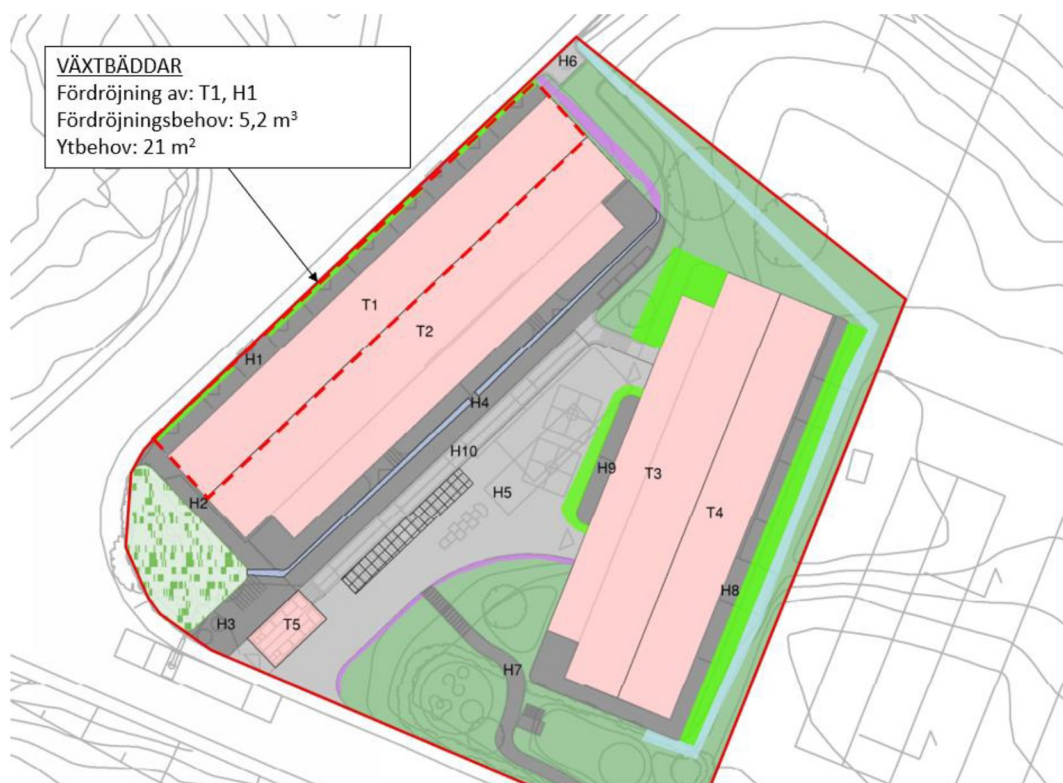 VÄXTBÄDDAR
Fördröjning av: T1, H1
Fördröjningsbehov: 5,2 m³
Ytbehov: 21 m²
H6
T1
T2
H1
H4
H10
H9
T3
H5
H2
T4
H8
H3
T5
H7